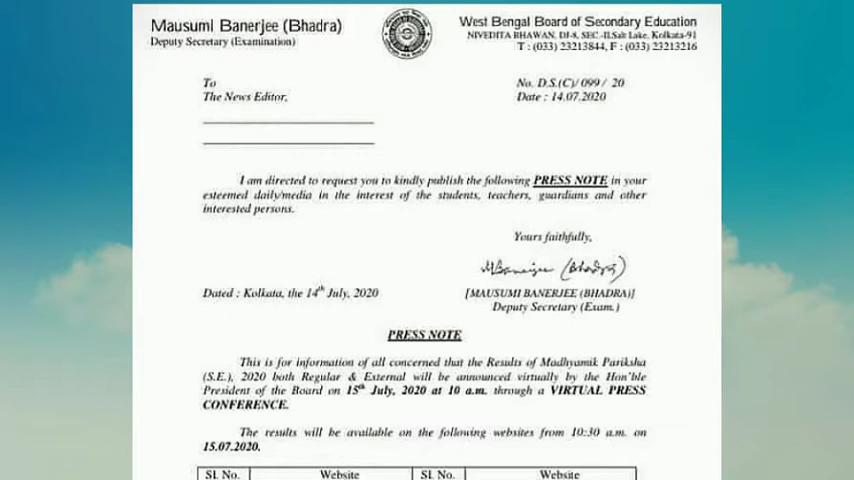 Mausumi Banerjee (Bhadra)
Deputy Secretary (Examination)
West Bengal Board of Secondary Education
NIVEDITA BHAWAN, DJ-8, SEC.-II,Salt Lake, Kolkata-91
T : (033) 23213844, F : (033) 23213216
To
The News Editor,
No. D.S.(C)/ 099 / 20
Date : 14.07.2020
I am directed to request you to kindly publish the following PRESS NOTE in your
esteemed daily/media in the interest of the students, teachers, guardians and other
interested persons.
Yours faithfully,
MBanerjee (Bhadra)
Dated : Kolkata, the 14th July, 2020
[MAUSUMI BANERJEE (BHADRA)]
Deputy Secretary (Exam.)
PRESS NOTE
This is for information of all concerned that the Results of Madhyamik Pariksha
(S.E.), 2020 both Regular & External will be announced virtually by the Hon'ble
President of the Board on 15th July, 2020 at 10 a.m. through a VIRTUAL PRESS
CONFERENCE.
The results will be available on the following websites from 10:30 a.m. on
15.07.2020.
Sl. No. Website Sl. No. Website